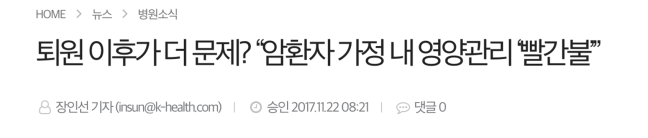 HOME > 뉴스 > 병원소식
퇴원 이후가 더 문제? “암환자 가정 내 영양관리 ‘빨간불’”
장인선 기자 (insun@k-health.com) | 승인 2017.11.22 08:21 | 댓글 0